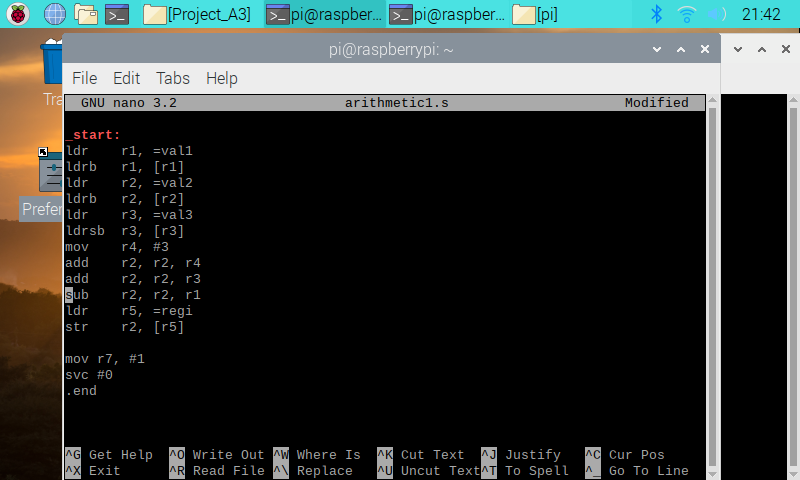 [Project_A3] pi@raspber... pi@raspber... [pi] 21:42
pi@raspberrypi: ~
File Edit Tabs Help
GNU nano 3.2 arithmetic1.s Modified
_start:
ldr r1, =val1
ldrb r1, [r1]
ldr r2, =val2
ldrb r2, [r2]
ldr r3, =val3
ldrsb r3, [r3]
mov r4, #3
add r2, r2, r4
add r2, r2, r3
sub r2, r2, r1
ldr r5, =regi
str r2, [r5]
mov r7, #1
svc #0
.end
^G Get Help ^O Write Out ^W Where Is ^K Cut Text ^J Justify ^C Cur Pos
^X Exit ^R Read File ^\ Replace ^U Uncut Text ^T To Spell ^_ Go To Line
Tra
Prefer